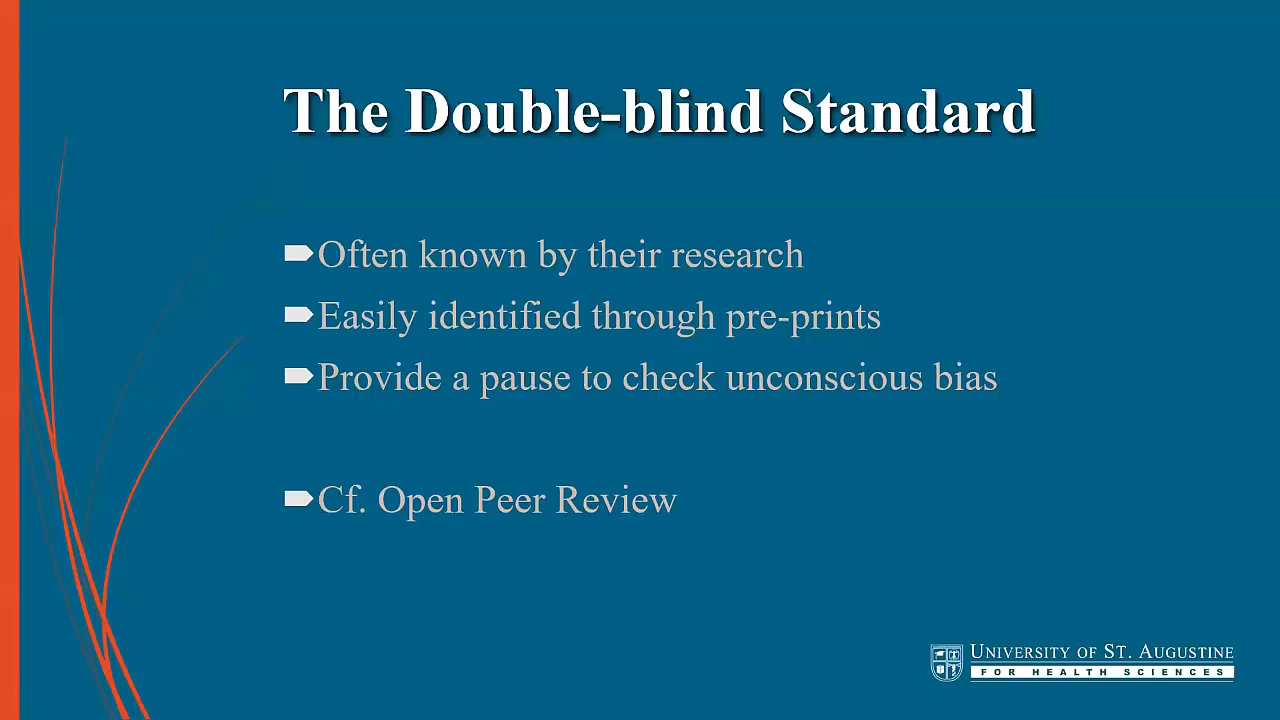 The Double-blind Standard
Often known by their research
Easily identified through pre-prints
Provide a pause to check unconscious bias
Cf. Open Peer Review
UNIVERSITY OF ST. AUGUSTINE
FOR HEALTH SCIENCES